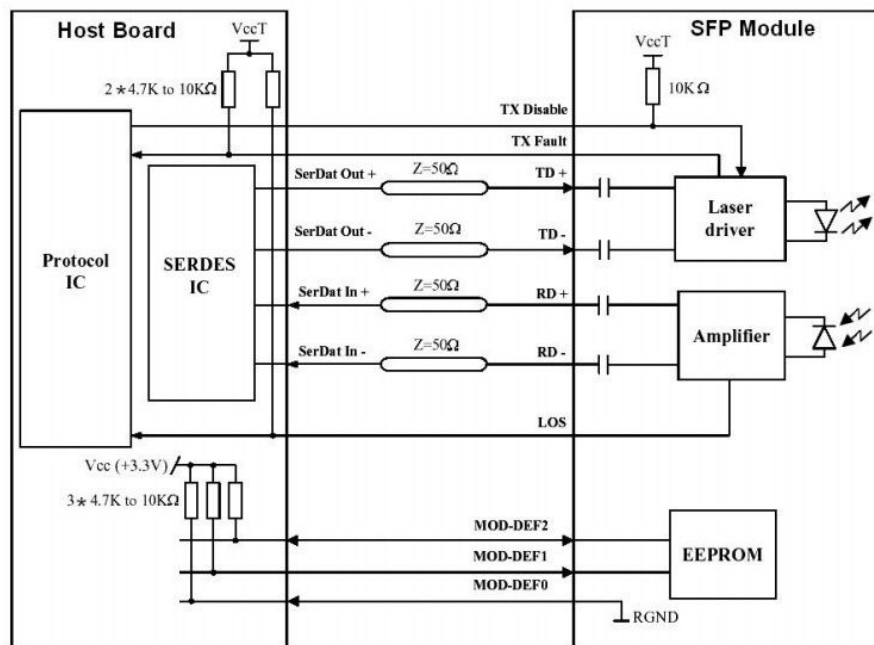 Host Board
SFP Module
VccT
VccT
2*4.7K to 10KΩ
10KΩ
TX Disable
TX Fault
SerDat Out +
Z=50Ω
TD +
Laser
driver
SerDat Out -
Z=50Ω
TD -
Protocol
IC
SERDES
IC
SerDat In +
Z=50Ω
RD +
Amplifier
SerDat In -
Z=50Ω
RD -
LOS
Vcc (+3.3V)
3*4.7K to 10KΩ
MOD-DEF2
MOD-DEF1
EEPROM
MOD-DEF0
RGND